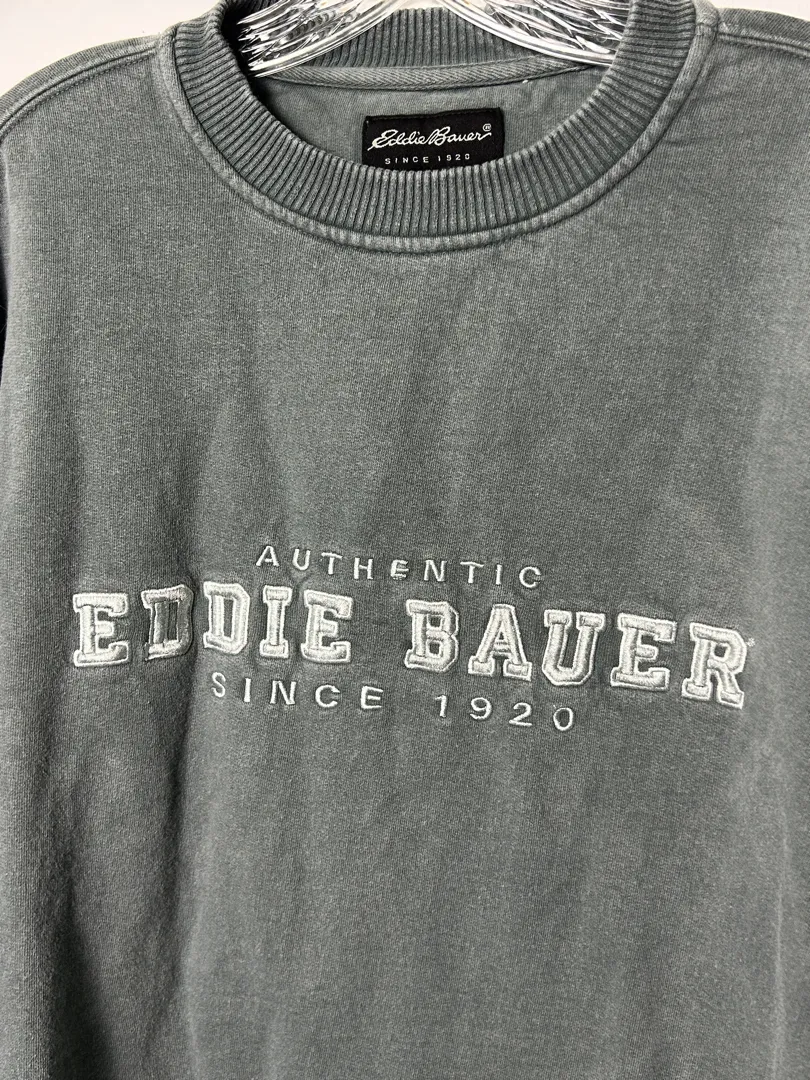 Eddie Bauer®
SINCE 1920
AUTHENTIC
EDDIE BAUER
SINCE 1920